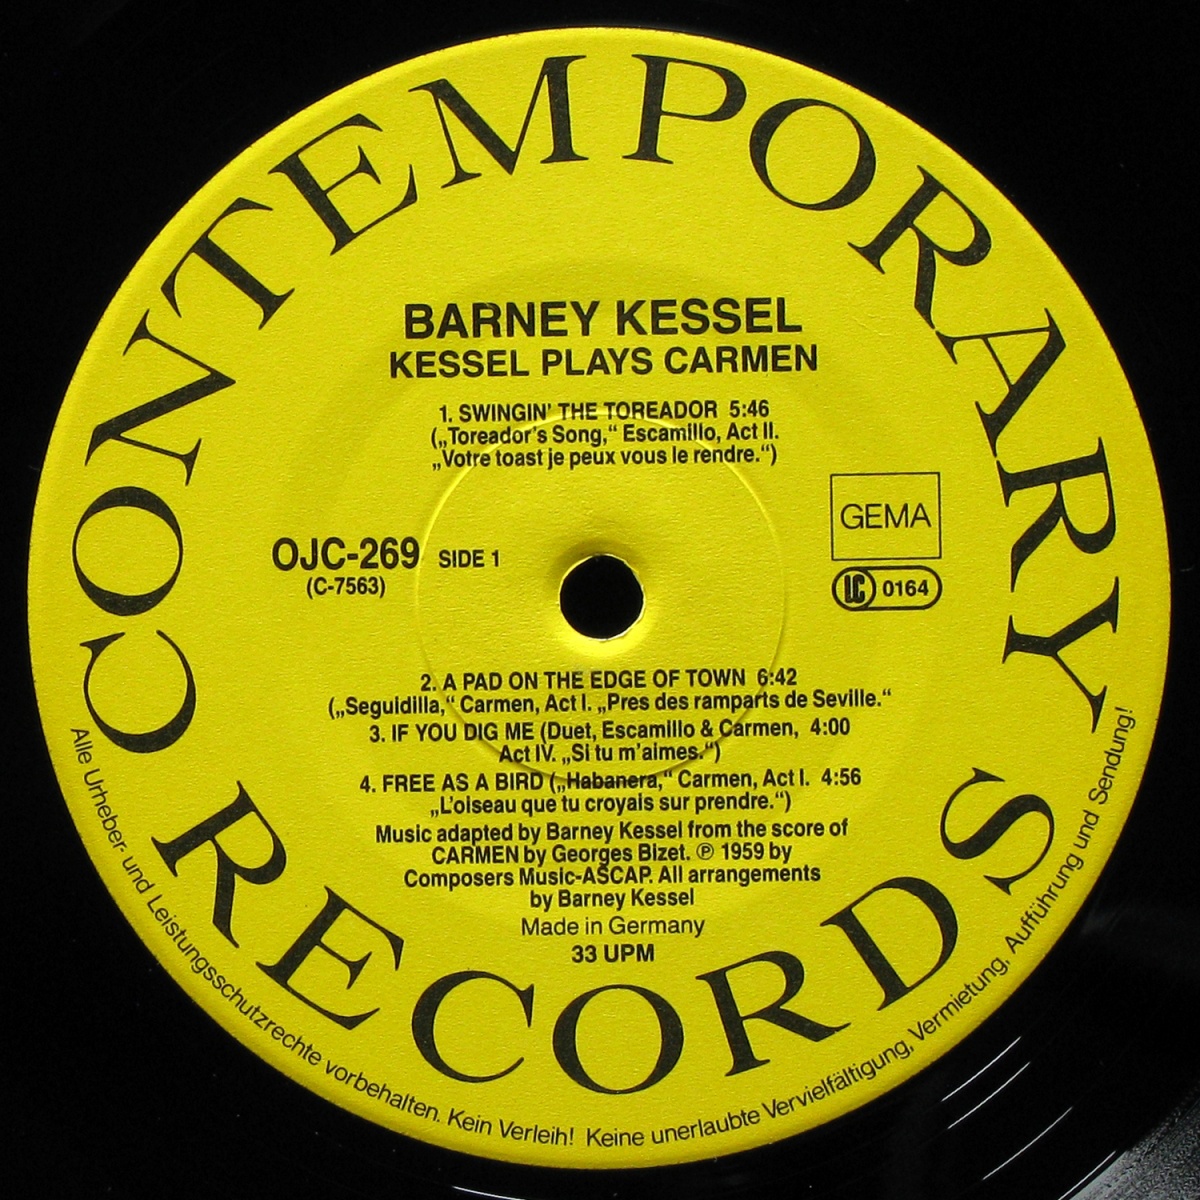 CONTEMPORARY
BARNEY KESSEL
KESSEL PLAYS CARMEN
1. SWINGIN' THE TOREADOR 5:46
(„Toreador's Song,“ Escamillo, Act II.
„Votre toast je peux vous le rendre.“)
GEMA
OJC-269 SIDE 1
(C-7563)
LC 0164
2. A PAD ON THE EDGE OF TOWN 6:42
(„Seguidilla,“ Carmen, Act I. „Pres des ramparts de Seville.“
3. IF YOU DIG ME (Duet, Escamillo & Carmen, 4:00
Act IV. „Si tu m'aimes.“)
4. FREE AS A BIRD („Habanera,“ Carmen, Act I. 4:56
„L'oiseau que tu croyais sur prendre.“)
Music adapted by Barney Kessel from the score of
CARMEN by Georges Bizet. ℗ 1959 by
Composers Music-ASCAP. All arrangements
by Barney Kessel
Made in Germany
33 UPM
RECORDS
Alle Urheber- und Leistungsschutzrechte vorbehalten. Kein Verleih! Keine unerlaubte Vervielfältigung, Vermietung, Aufführung und Sendung!